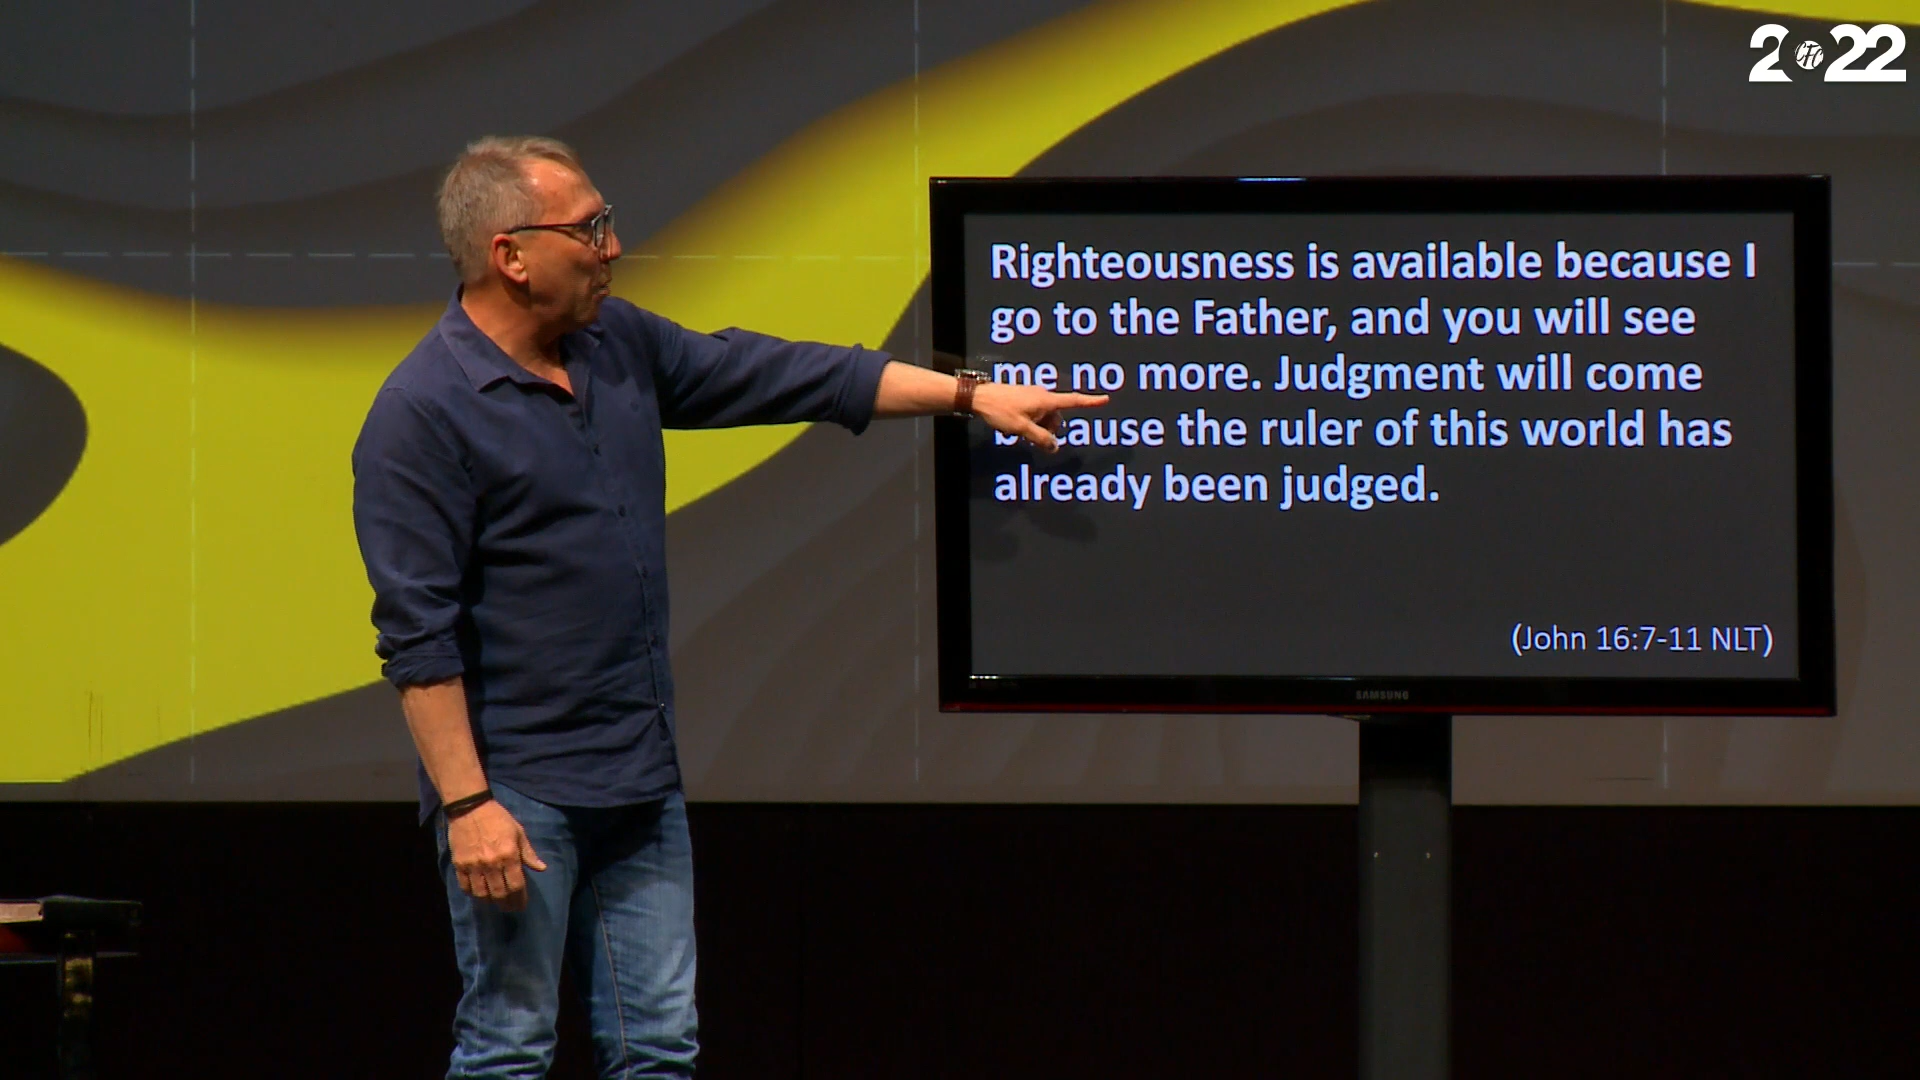 2022
Righteousness is available because I
go to the Father, and you will see
me no more. Judgment will come
because the ruler of this world has
already been judged.
(John 16:7-11 NLT)
SAMSUNG